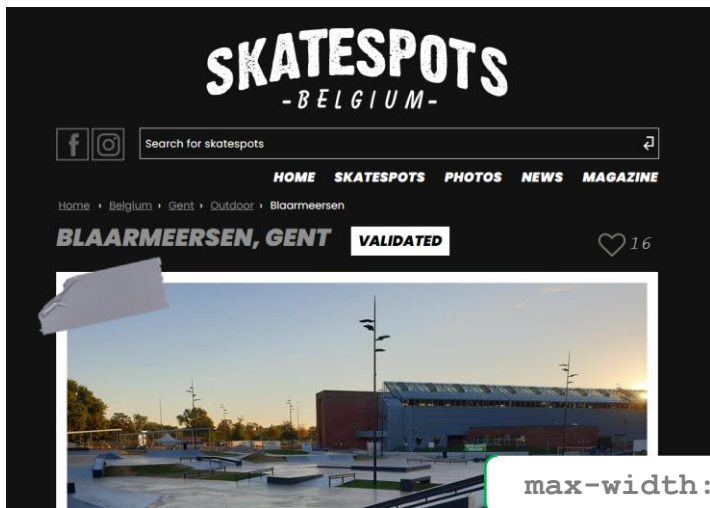 SKATESPOTS
-BELGIUM-
Search for skatespots
HOME SKATESPOTS PHOTOS NEWS MAGAZINE
Home › Belgium › Gent › Outdoor › Blaarmeersen
BLAARMEERSEN, GENT VALIDATED 16
max-width: